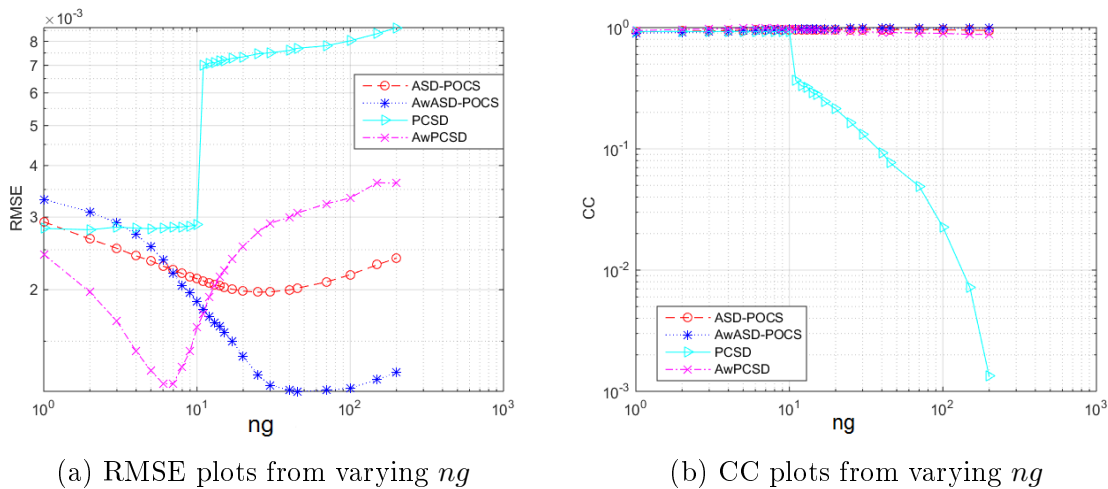 ×10⁻³
8
7
6
5
4
3
2
RMSE
10⁰
10¹
10²
10³
ng
ASD-POCS
AwASD-POCS
PCSD
AwPCSD
(a) RMSE plots from varying ng
10⁰
10⁻¹
10⁻²
10⁻³
CC
10⁰
10¹
10²
10³
ng
ASD-POCS
AwASD-POCS
PCSD
AwPCSD
(b) CC plots from varying ng